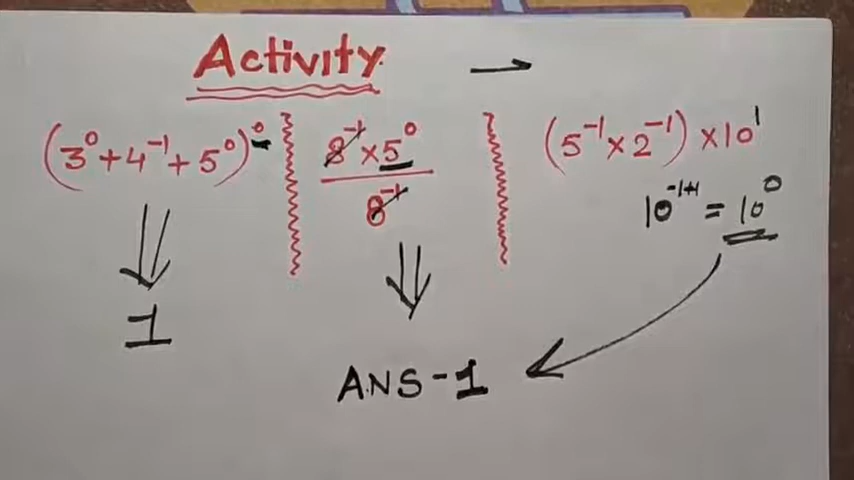 Activity →
(3⁰+4⁻¹+5⁰)⁰
8⁻¹×5⁰
8⁻¹
(5⁻¹×2⁻¹)×10¹
10⁻¹⁺¹ = 10⁰
1
ANS-1